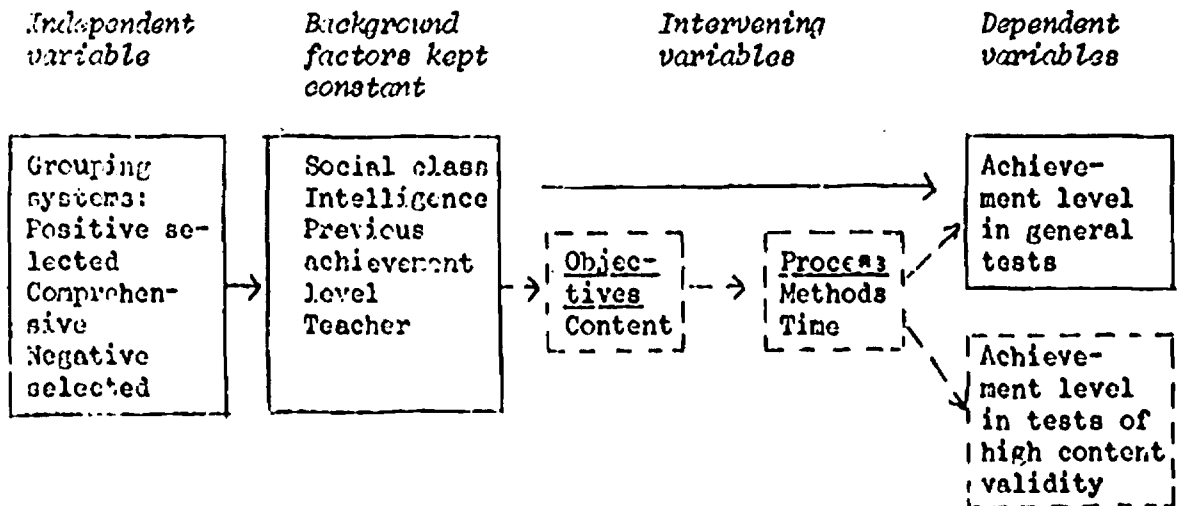 Independent
variable
Background
factors kept
constant
Intervening
variables
Dependent
variables
Grouping
systems:
Positive se-
lected
Comprehen-
sive
Negative
selected
Social class
Intelligence
Previous
achievement
level
Teacher
Objec-
tives
Content
Process
Methods
Time
Achieve-
ment level
in general
tests
Achieve-
ment level
in tests of
high content
validity